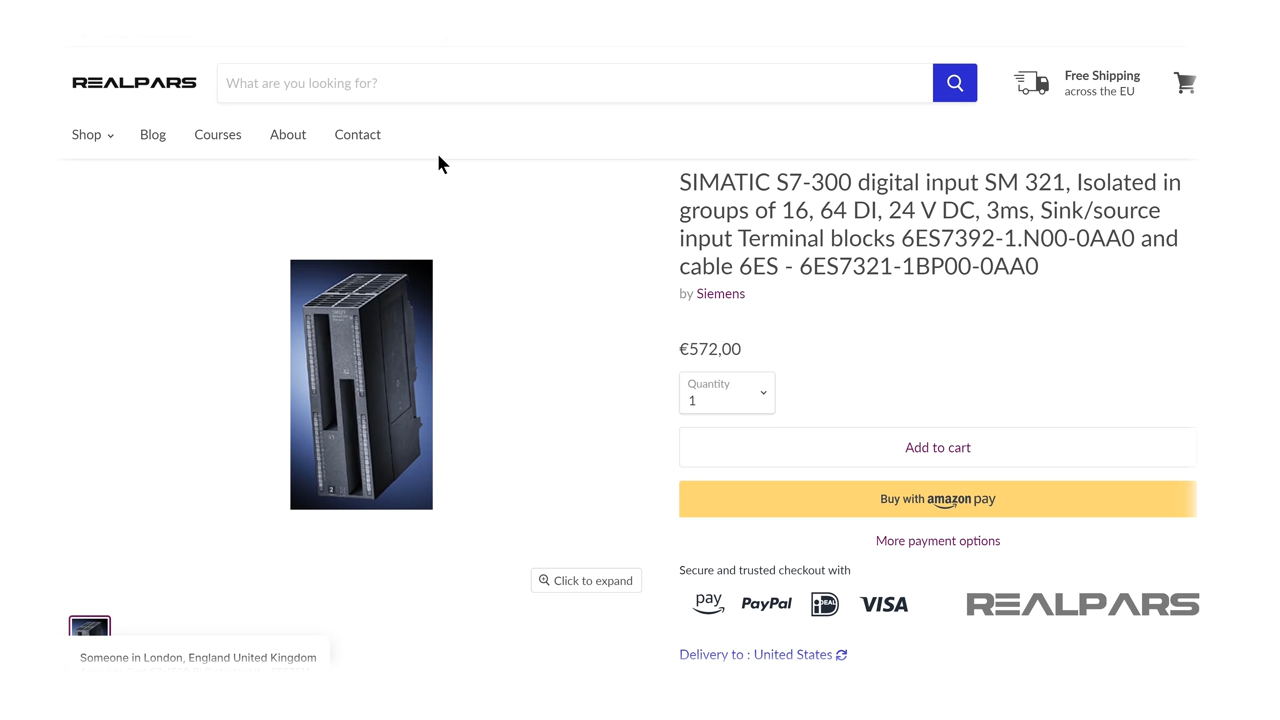 REALPARS
What are you looking for?
Free Shipping
across the EU
Shop
Blog
Courses
About
Contact
SIMATIC S7-300 digital input SM 321, Isolated in
groups of 16, 64 DI, 24 V DC, 3ms, Sink/source
input Terminal blocks 6ES7392-1.N00-0AA0 and
cable 6ES - 6ES7321-1BP00-0AA0
by Siemens
€572,00
Quantity
1
Add to cart
Buy with amazon pay
More payment options
Click to expand
Secure and trusted checkout with
pay
PayPal
iDEAL
VISA
REALPARS
Delivery to : United States
Someone in London, England United Kingdom